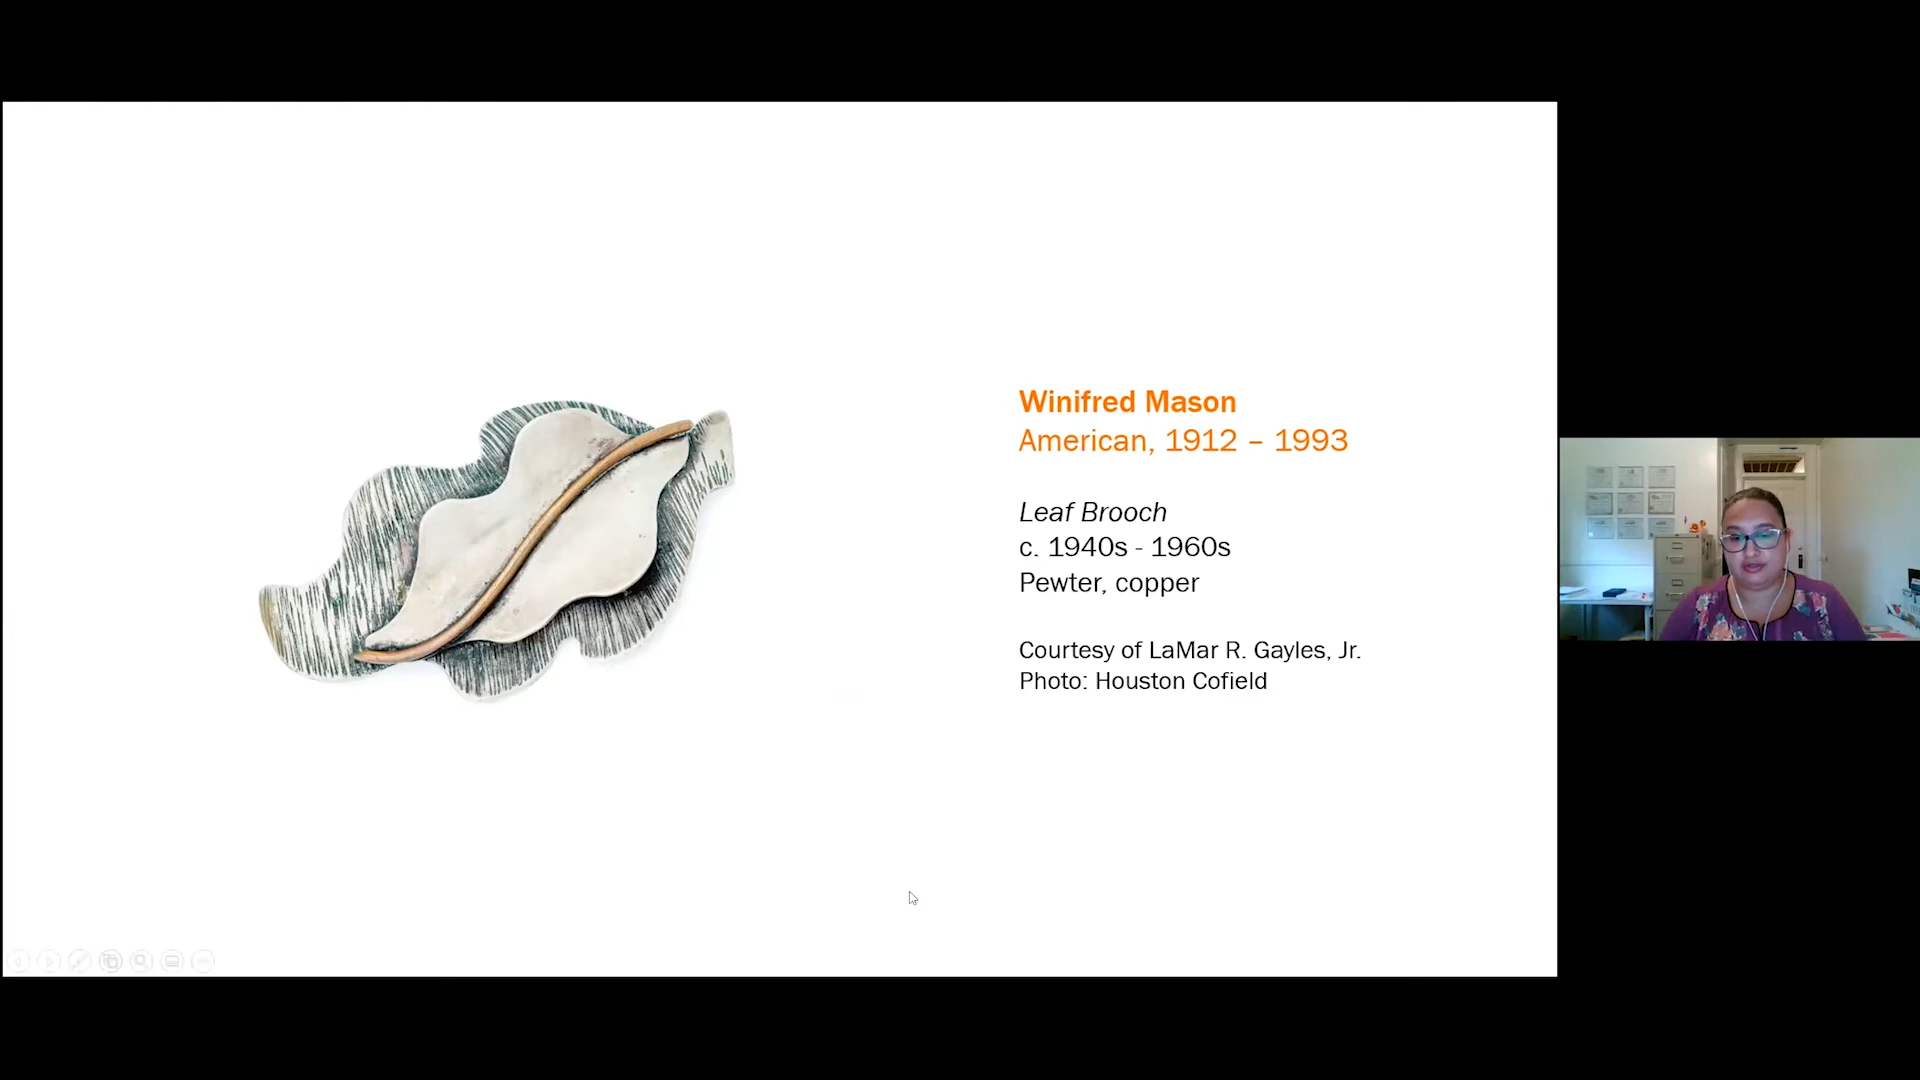 Winifred Mason
American, 1912 – 1993
Leaf Brooch
c. 1940s - 1960s
Pewter, copper
Courtesy of LaMar R. Gayles, Jr.
Photo: Houston Cofield